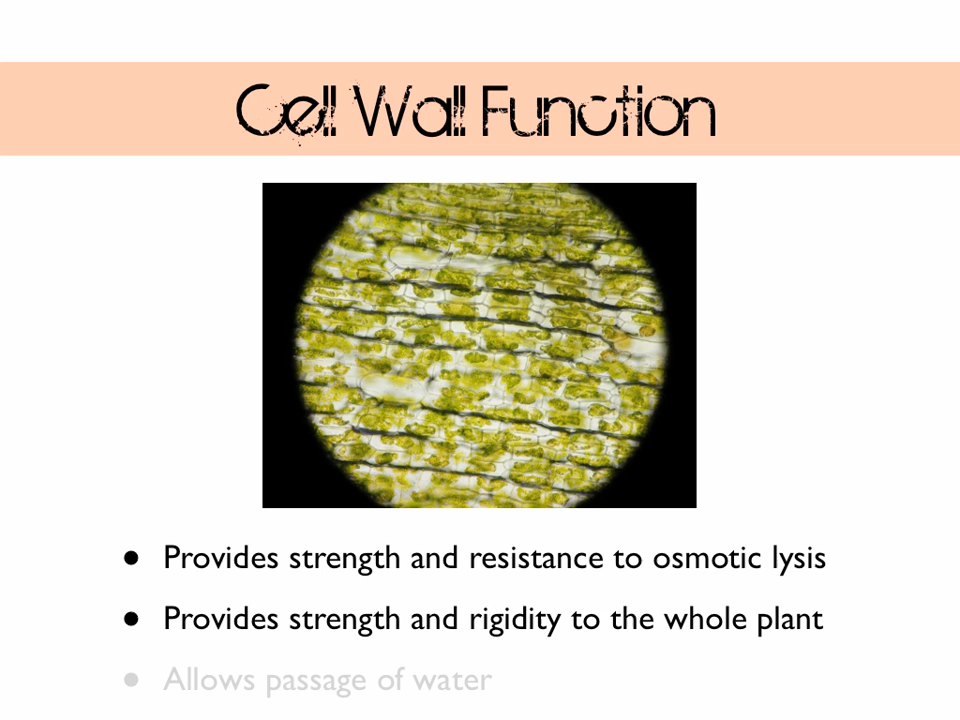 Cell Wall Function
• Provides strength and resistance to osmotic lysis
• Provides strength and rigidity to the whole plant
• Allows passage of water